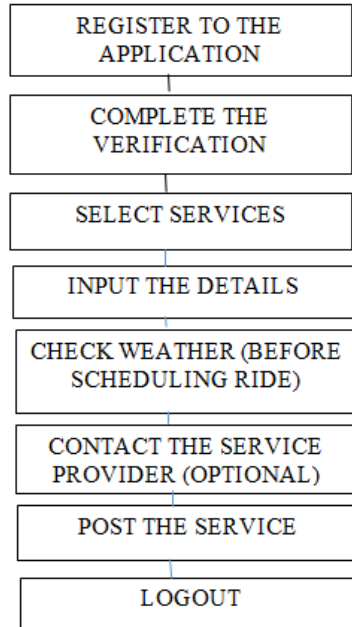 REGISTER TO THE
APPLICATION
COMPLETE THE
VERIFICATION
SELECT SERVICES
INPUT THE DETAILS
CHECK WEATHER (BEFORE
SCHEDULING RIDE)
CONTACT THE SERVICE
PROVIDER (OPTIONAL)
POST THE SERVICE
LOGOUT